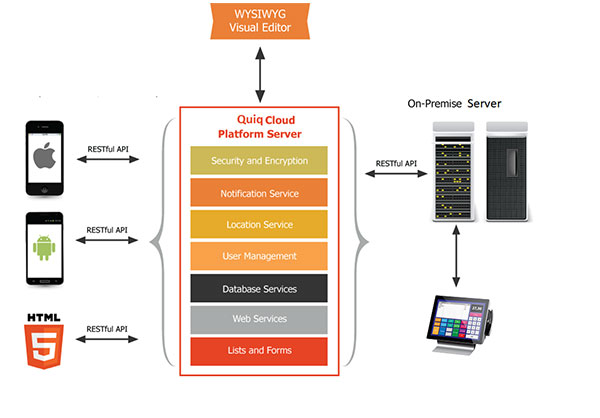 WYSIWYG
Visual Editor
On-Premise Server
Quiq Cloud
Platform Server
RESTful API
Security and Encryption
RESTful API
Notification Service
Location Service
RESTful API
User Management
Database Services
Web Services
HTML
5
RESTful API
Lists and Forms